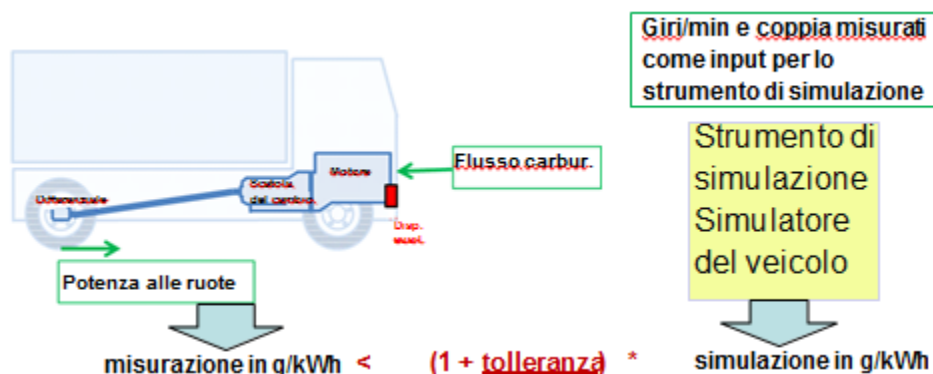 Giri/min e coppia misurati
come input per lo
strumento di simulazione
Strumento di
simulazione
Simulatore
del veicolo
Flusso carbur.
Motore
Scatola
del cambio.
Differenziale
Disp.
Potenza alle ruote
misurazione in g/kWh < (1 + tolleranza) * simulazione in g/kWh